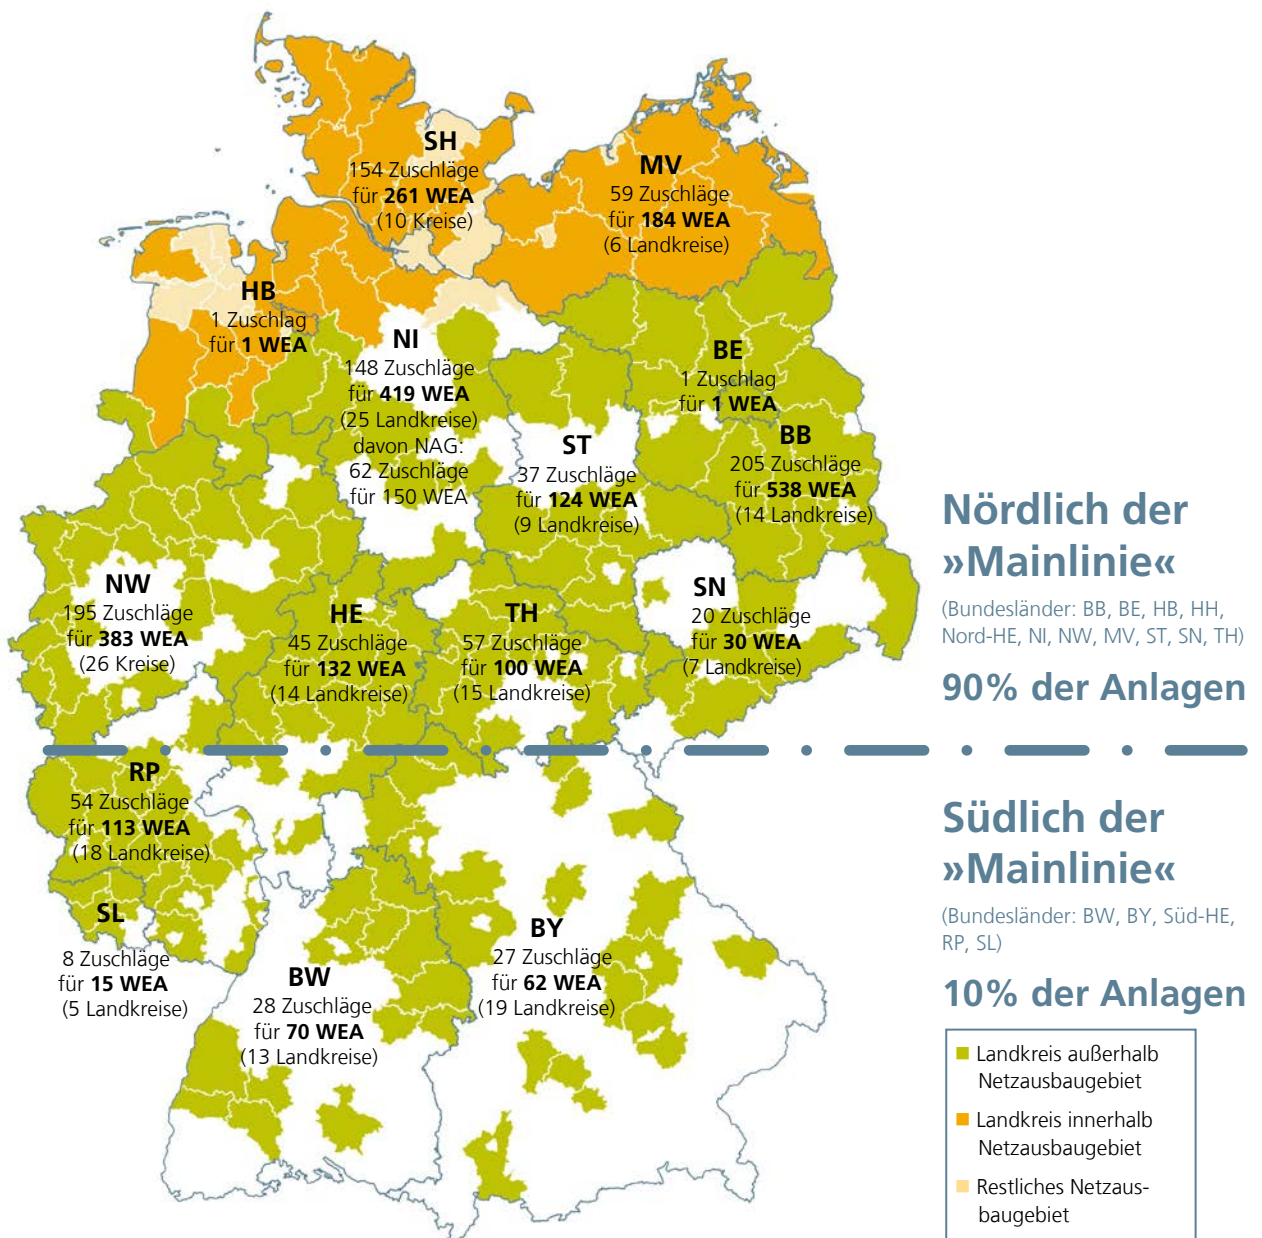 SH
154 Zuschläge
für 261 WEA
(10 Kreise)
MV
59 Zuschläge
für 184 WEA
(6 Landkreise)
HB
1 Zuschlag
für 1 WEA
NI
148 Zuschläge
für 419 WEA
(25 Landkreise)
davon NAG:
62 Zuschläge
für 150 WEA
BE
1 Zuschlag
für 1 WEA
ST
37 Zuschläge
für 124 WEA
(9 Landkreise)
BB
205 Zuschläge
für 538 WEA
(14 Landkreise)
NW
195 Zuschläge
für 383 WEA
(26 Kreise)
HE
45 Zuschläge
für 132 WEA
(14 Landkreise)
TH
57 Zuschläge
für 100 WEA
(15 Landkreise)
SN
20 Zuschläge
für 30 WEA
(7 Landkreise)
Nördlich der
»Mainlinie«
(Bundesländer: BB, BE, HB, HH,
Nord-HE, NI, NW, MV, ST, SN, TH)
90% der Anlagen
RP
54 Zuschläge
für 113 WEA
(18 Landkreise)
SL
8 Zuschläge
für 15 WEA
(5 Landkreise)
BW
28 Zuschläge
für 70 WEA
(13 Landkreise)
BY
27 Zuschläge
für 62 WEA
(19 Landkreise)
Südlich der
»Mainlinie«
(Bundesländer: BW, BY, Süd-HE,
RP, SL)
10% der Anlagen
Landkreis außerhalb
Netzausbaugebiet
Landkreis innerhalb
Netzausbaugebiet
Restliches Netzaus-
baugebiet